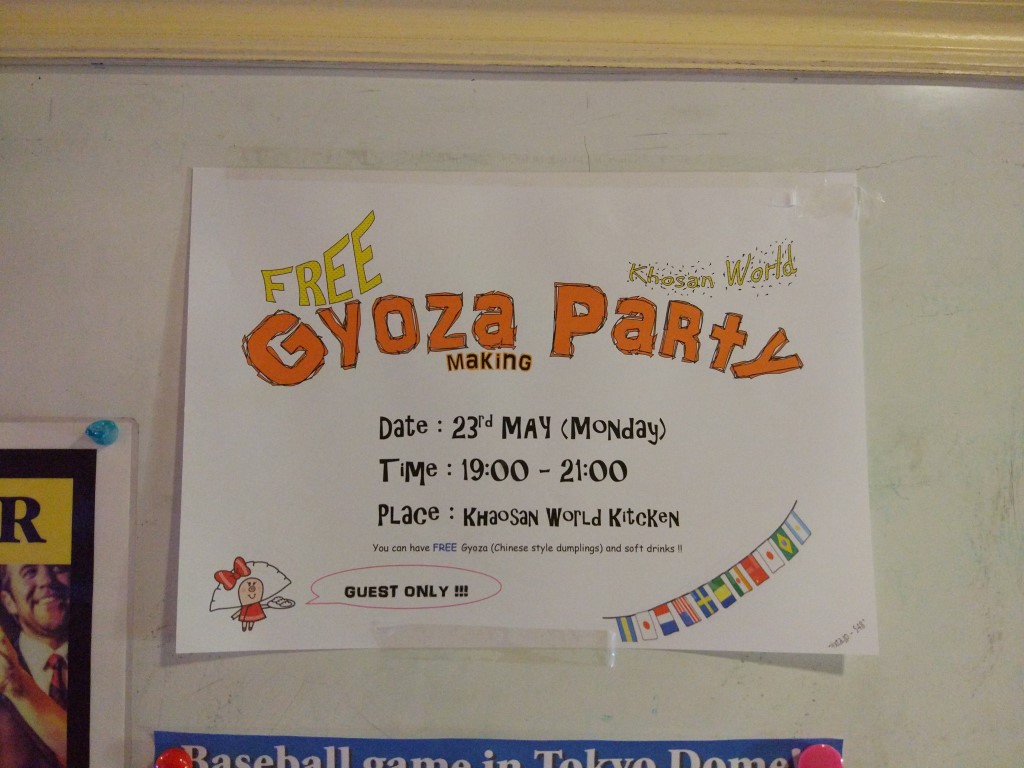 FREE
Khosan World
Gyoza Party
Making
Date : 23rd MAY (Monday)
Time : 19:00 - 21:00
Place : Khaosan World Kitcken
You can have FREE Gyoza (Chinese style dumplings) and soft drinks !!
GUEST ONLY !!!
R
Baseball game in Tokyo Dome!